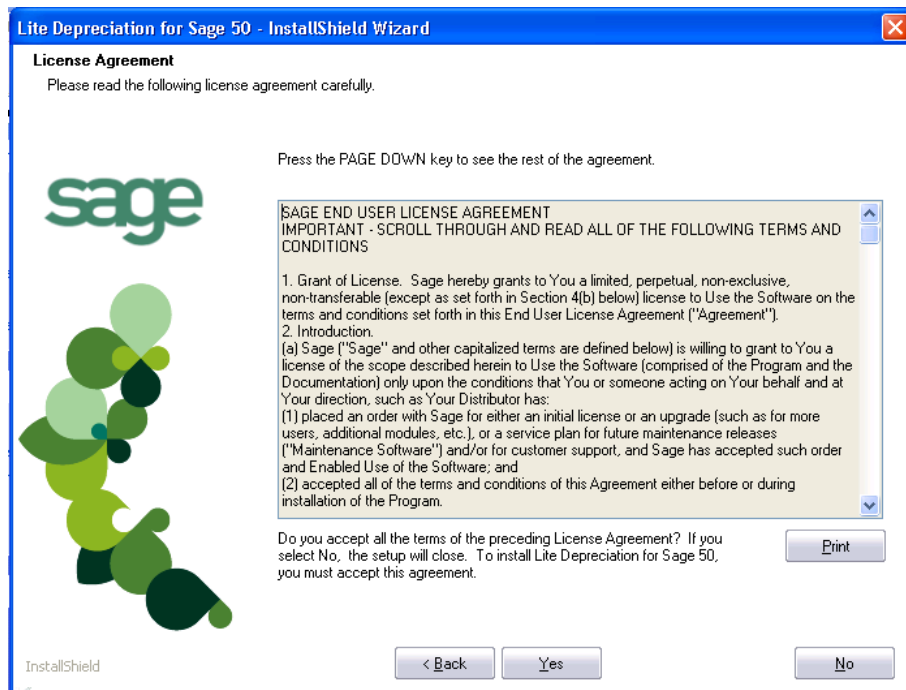 Lite Depreciation for Sage 50 - InstallShield Wizard
License Agreement
Please read the following license agreement carefully.
Press the PAGE DOWN key to see the rest of the agreement.
sage
SAGE END USER LICENSE AGREEMENT
IMPORTANT - SCROLL THROUGH AND READ ALL OF THE FOLLOWING TERMS AND
CONDITIONS
1. Grant of License.  Sage hereby grants to You a limited, perpetual, non-exclusive,
non-transferable (except as set forth in Section 4(b) below) license to Use the Software on the
terms and conditions set forth in this End User License Agreement ("Agreement").
2. Introduction.
(a) Sage ("Sage" and other capitalized terms are defined below) is willing to grant to You a
license of the scope described herein to Use the Software (comprised of the Program and the
Documentation) only upon the conditions that You or someone acting on Your behalf and at
Your direction, such as Your Distributor has:
(1) placed an order with Sage for either an initial license or an upgrade (such as for more
users, additional modules, etc.), or a service plan for future maintenance releases
("Maintenance Software") and/or for customer support, and Sage has accepted such order
and Enabled Use of the Software; and
(2) accepted all of the terms and conditions of this Agreement either before or during
installation of the Program.
Do you accept all the terms of the preceding License Agreement?  If you
select No,  the setup will close.  To install Lite Depreciation for Sage 50,
you must accept this agreement.
Print
InstallShield
< Back
Yes
No